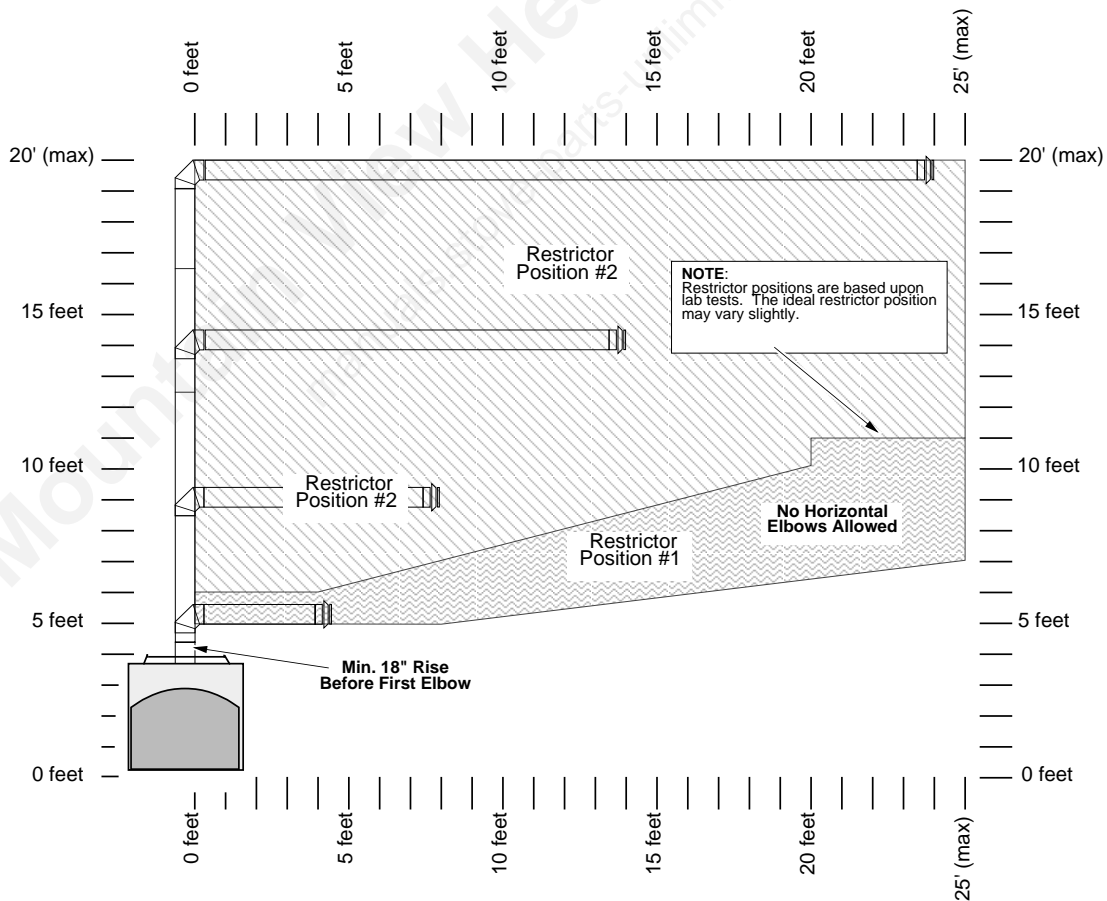 0 feet
5 feet
10 feet
15 feet
20 feet
25' (max)
20' (max)
20' (max)
Restrictor
Position #2
NOTE:
Restrictor positions are based upon
lab tests. The ideal restrictor position
may vary slightly.
15 feet
15 feet
10 feet
10 feet
Restrictor
Position #2
No Horizontal
Elbows Allowed
Restrictor
Position #1
5 feet
5 feet
Min. 18" Rise
Before First Elbow
0 feet
0 feet
0 feet
5 feet
10 feet
15 feet
20 feet
25' (max)
Mountain View